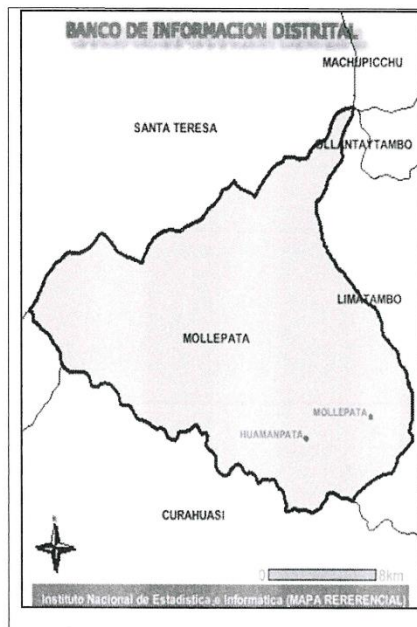 BANCO DE INFORMACION DISTRITAL
MACHUPICCHU
SANTA TERESA
OLLANTAYTAMBO
LIMATAMBO
MOLLEPATA
MOLLEPATA
HUAMANPATA
CURAHUASI
N
0 8km
Instituto Nacional de Estadística e Informática (MAPA RERERENCIAL)